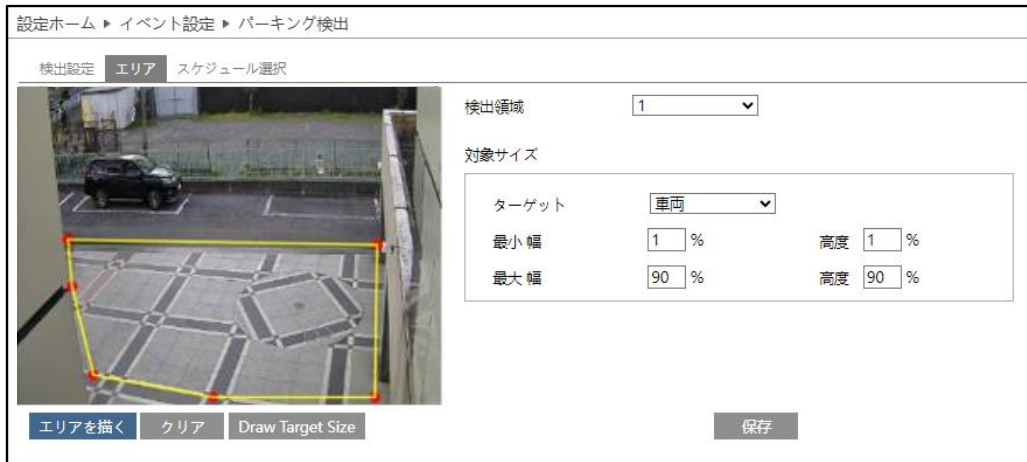 設定ホーム ▸ イベント設定 ▸ パーキング検出
検出設定 エリア スケジュール選択
検出領域 1
対象サイズ
ターゲット 車両
最小 幅 1 % 高度 1 %
最大 幅 90 % 高度 90 %
エリアを描く クリア Draw Target Size 保存